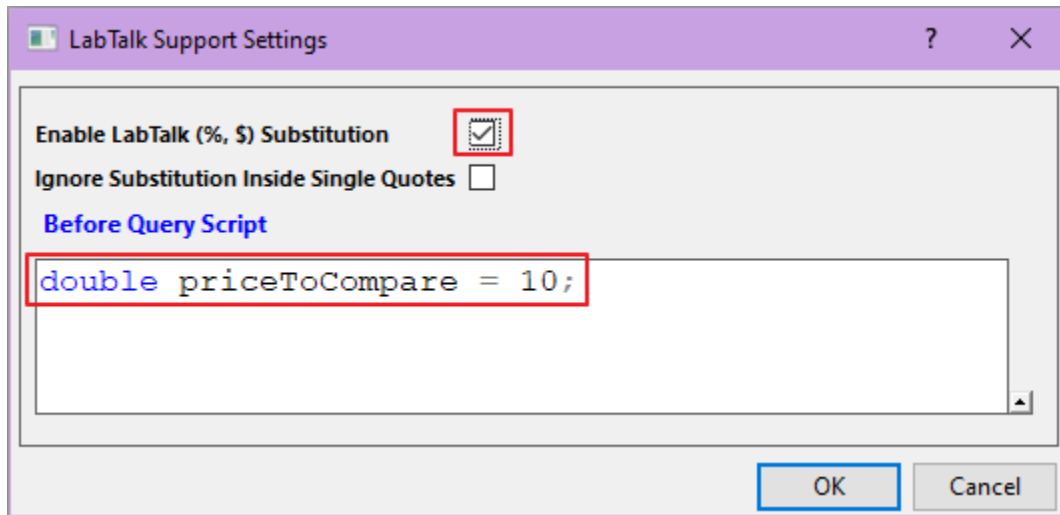 LabTalk Support Settings ?
Enable LabTalk (%, $) Substitution
Ignore Substitution Inside Single Quotes
Before Query Script
double priceToCompare = 10;
OK Cancel